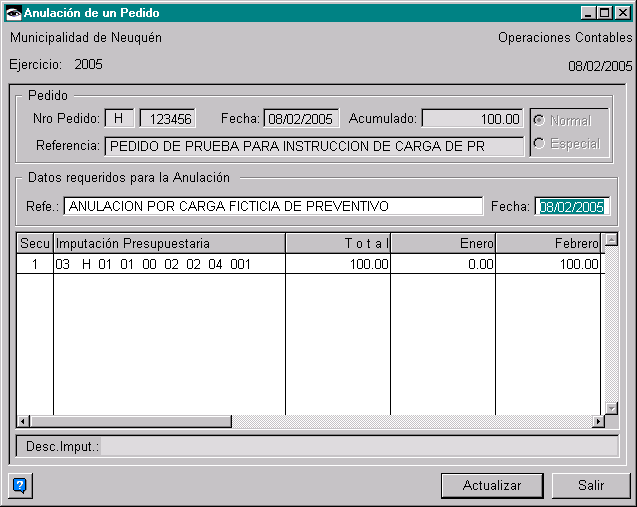 Anulación de un Pedido
Municipalidad de Neuquén Operaciones Contables
Ejercicio: 2005 08/02/2005
Pedido
Nro Pedido: H 123456 Fecha: 08/02/2005 Acumulado: 100.00 Normal
Referencia: PEDIDO DE PRUEBA PARA INSTRUCCION DE CARGA DE PR Especial
Datos requeridos para la Anulación
Refe.: ANULACION POR CARGA FICTICIA DE PREVENTIVO Fecha: 08/02/2005
Secu Imputación Presupuestaria T o t a l Enero Febrero
1 03 H 01 01 00 02 02 04 001 100.00 0.00 100.00
Desc.Imput.:
? Actualizar Salir